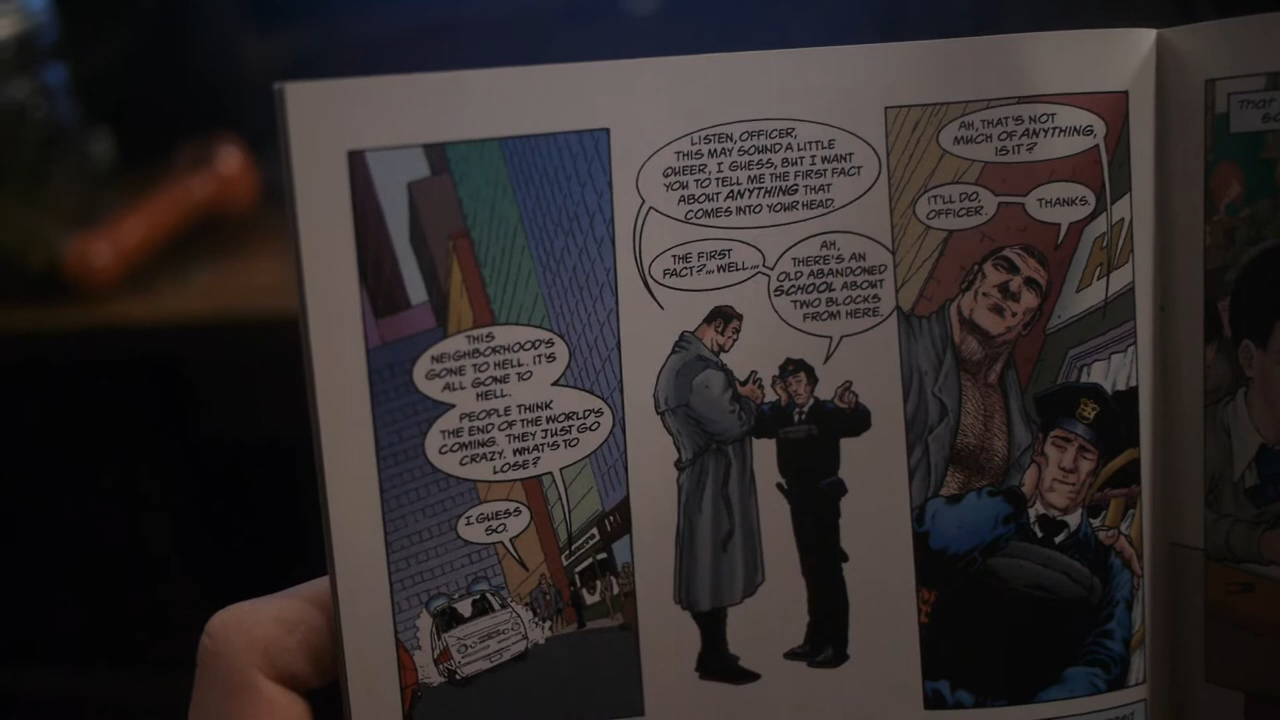 THIS
NEIGHBORHOOD'S
GONE TO HELL. IT'S
ALL GONE TO
HELL.
PEOPLE THINK
THE END OF THE WORLD'S
COMING. THEY JUST GO
CRAZY. WHAT'S TO
LOSE?
I GUESS
SO.
LISTEN, OFFICER,
THIS MAY SOUND A LITTLE
QUEER, I GUESS, BUT I WANT
YOU TO TELL ME THE FIRST FACT
ABOUT ANYTHING THAT
COMES INTO YOUR HEAD.
THE FIRST
FACT?... WELL...
AH,
THERE'S AN
OLD ABANDONED
SCHOOL ABOUT
TWO BLOCKS
FROM HERE.
AH, THAT'S NOT
MUCH OF ANYTHING,
IS IT?
IT'LL DO,
OFFICER.
THANKS.
THAT